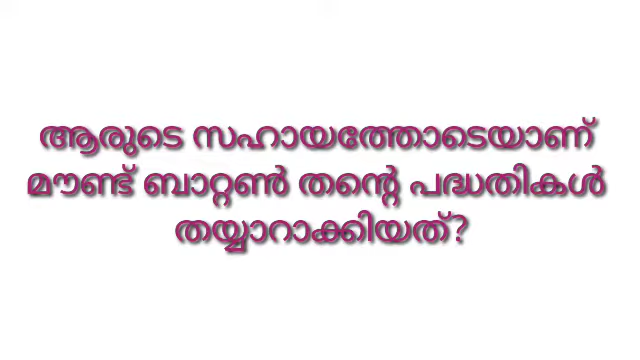 ആരുടെ സഹായത്തോടെയാണ്
മൗണ്ട് ബാറ്റൺ തന്റെ പദ്ധതികൾ
തയ്യാറാക്കിയത്?